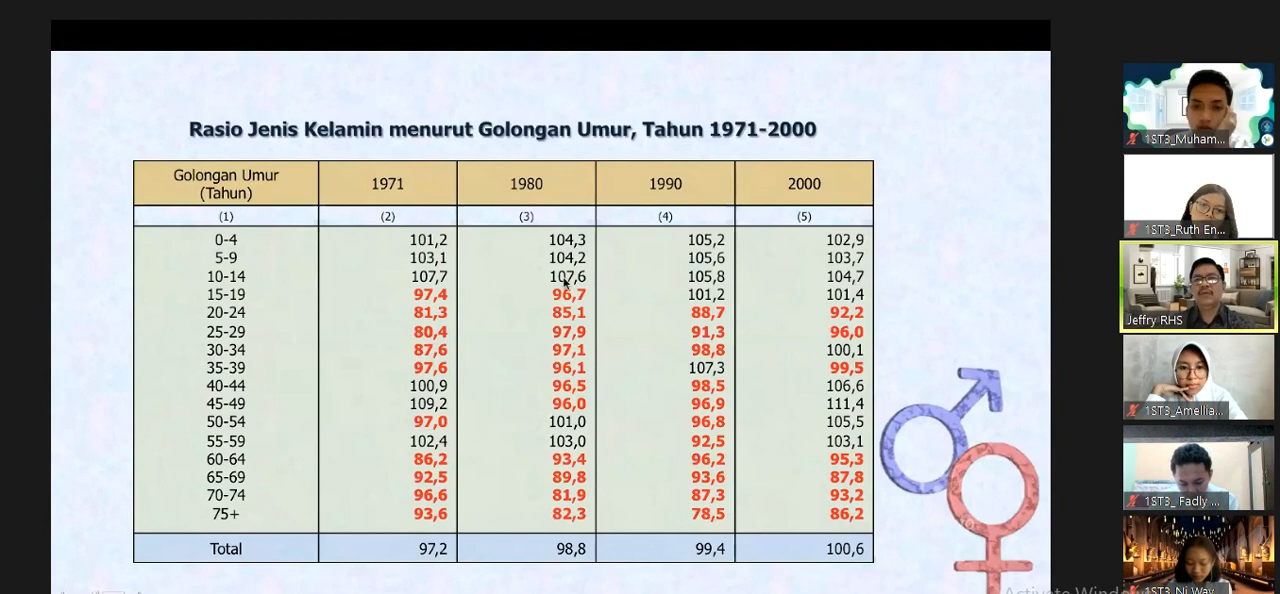 Rasio Jenis Kelamin menurut Golongan Umur, Tahun 1971-2000
Golongan Umur (Tahun) 1971 1980 1990 2000
(1) (2) (3) (4) (5)
0-4 101,2 104,3 105,2 102,9
5-9 103,1 104,2 105,6 103,7
10-14 107,7 107,6 105,8 104,7
15-19 97,4 96,7 101,2 101,4
20-24 81,3 85,1 88,7 92,2
25-29 80,4 97,9 91,3 96,0
30-34 87,6 97,1 98,8 100,1
35-39 97,6 96,1 107,3 99,5
40-44 100,9 96,5 98,5 106,6
45-49 109,2 96,0 96,9 111,4
50-54 97,0 101,0 96,8 105,5
55-59 102,4 103,0 92,5 103,1
60-64 86,2 93,4 96,2 95,3
65-69 92,5 89,8 93,6 87,8
70-74 96,6 81,9 87,3 93,2
75+ 93,6 82,3 78,5 86,2
Total 97,2 98,8 99,4 100,6
1ST3_Muham...
1ST3_Ruth En...
Jeffry RHS
1ST3_Amellia...
1ST3_ Fadly ...
1ST3_Ni Way...
Activate Windows